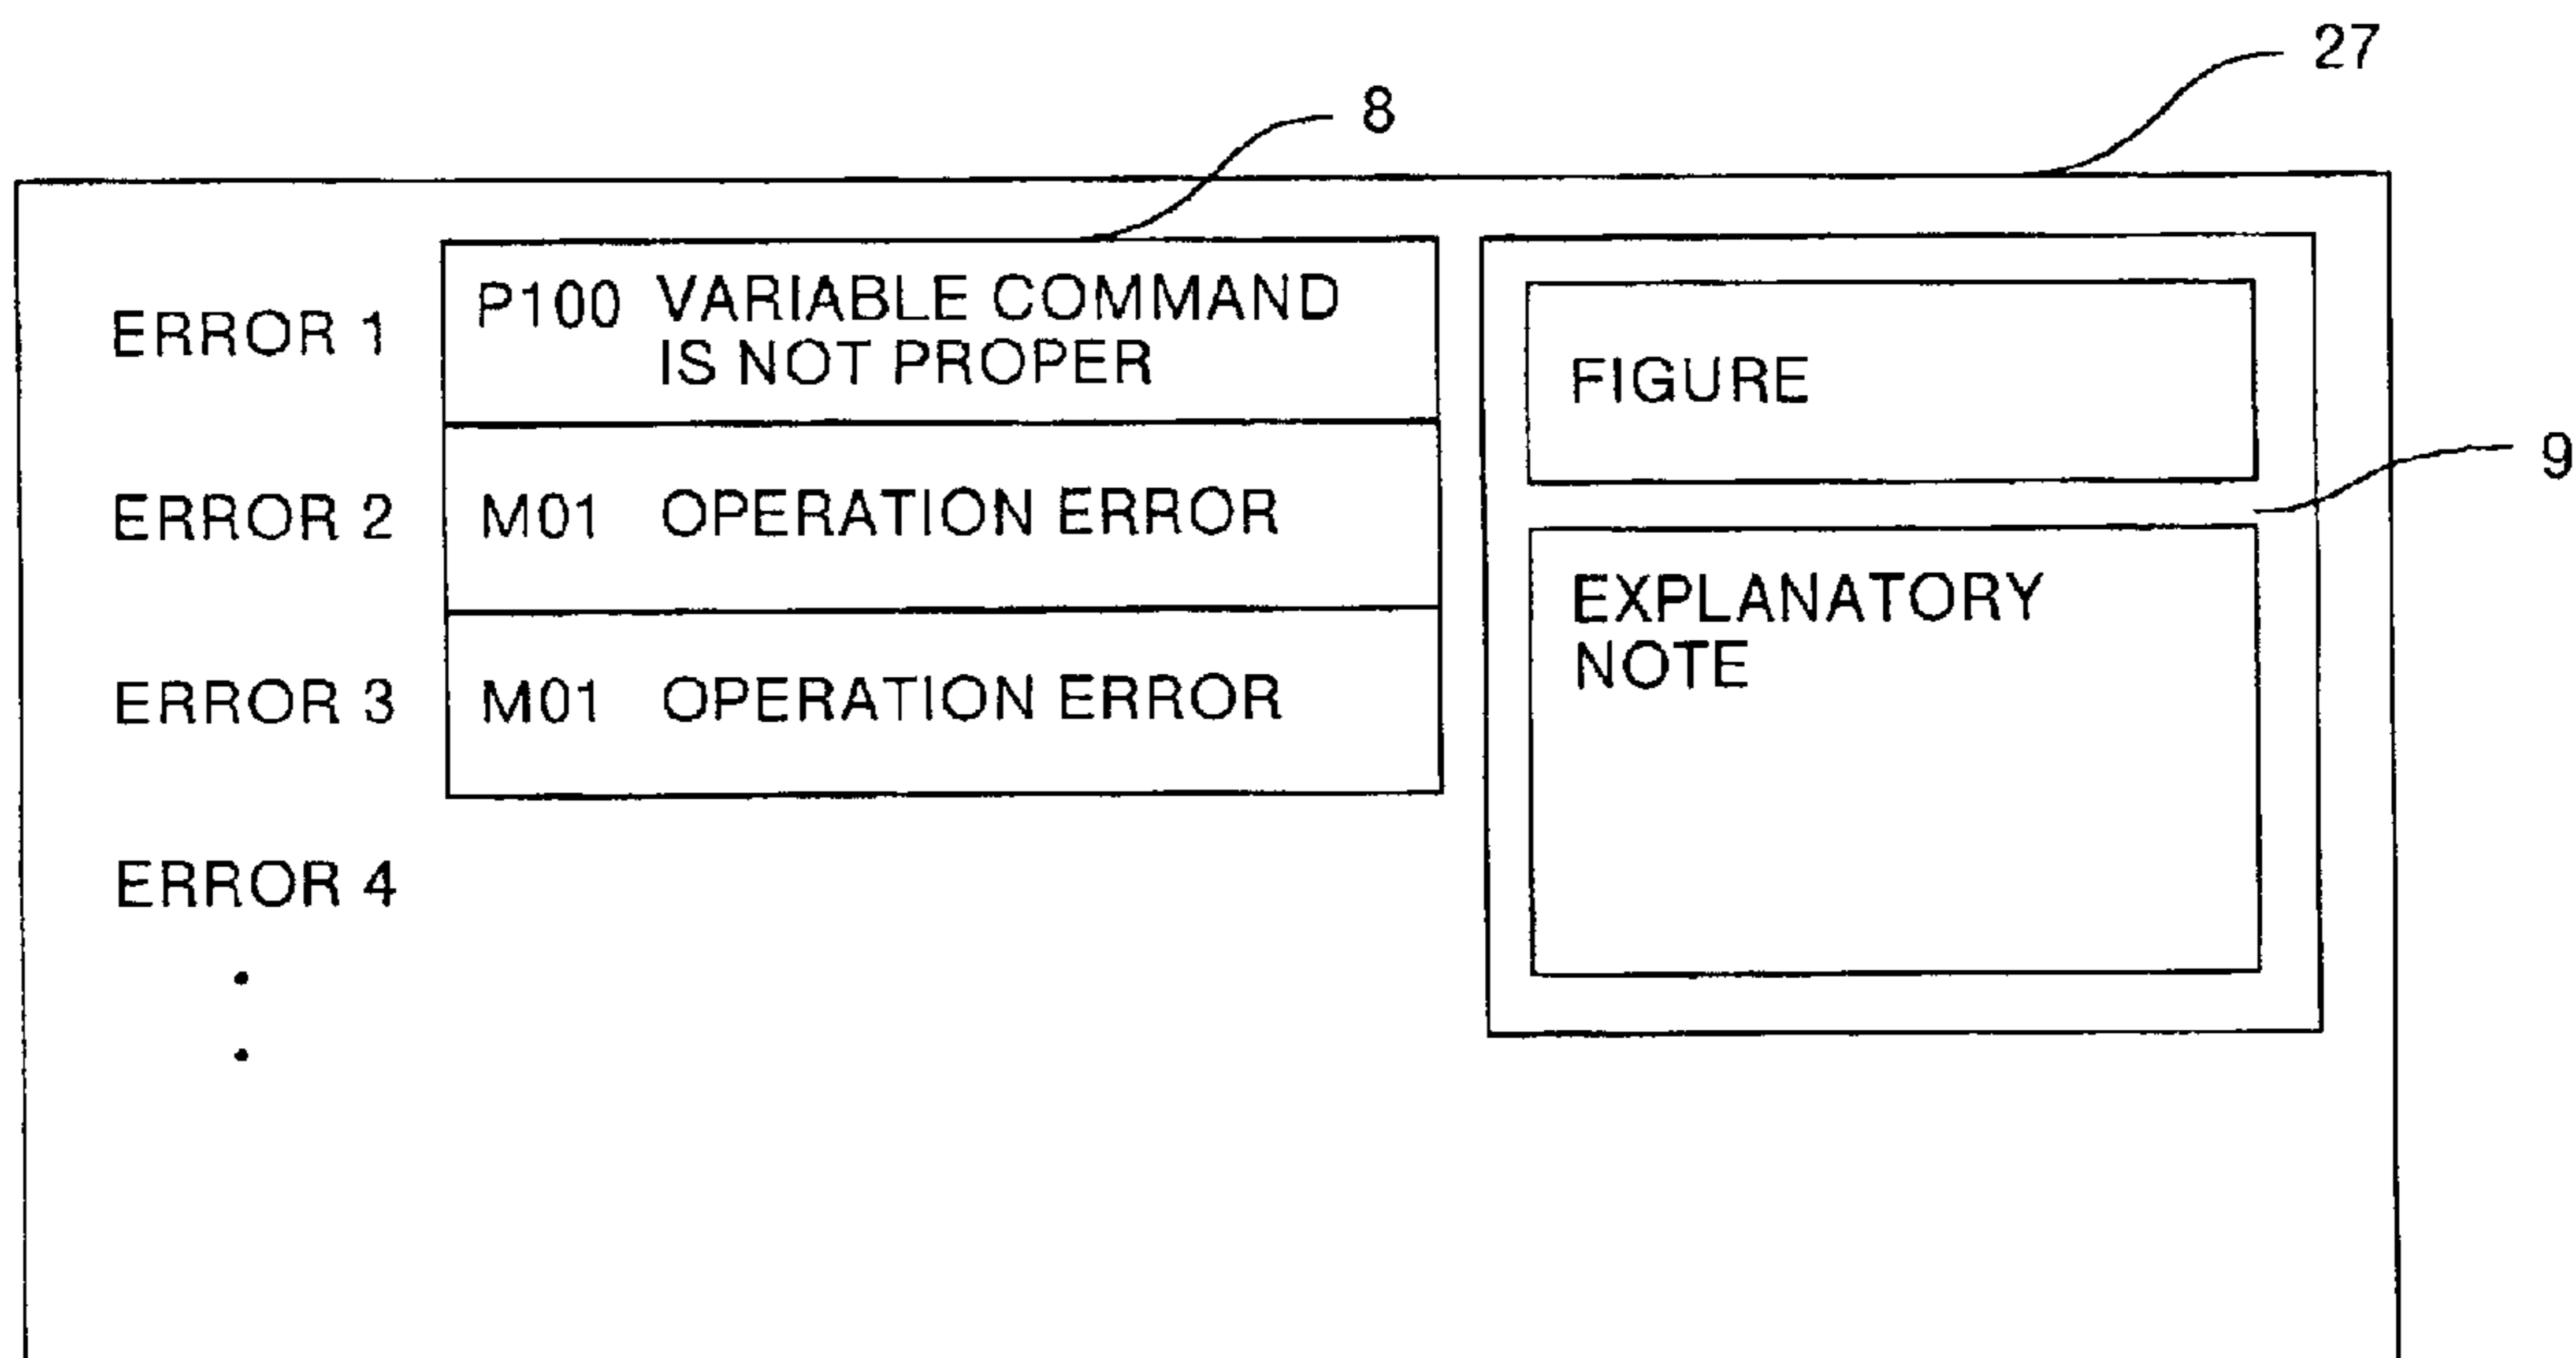 27
8
ERROR 1
P100 VARIABLE COMMAND
IS NOT PROPER
ERROR 2
M01 OPERATION ERROR
ERROR 3
M01 OPERATION ERROR
ERROR 4
FIGURE
9
EXPLANATORY
NOTE